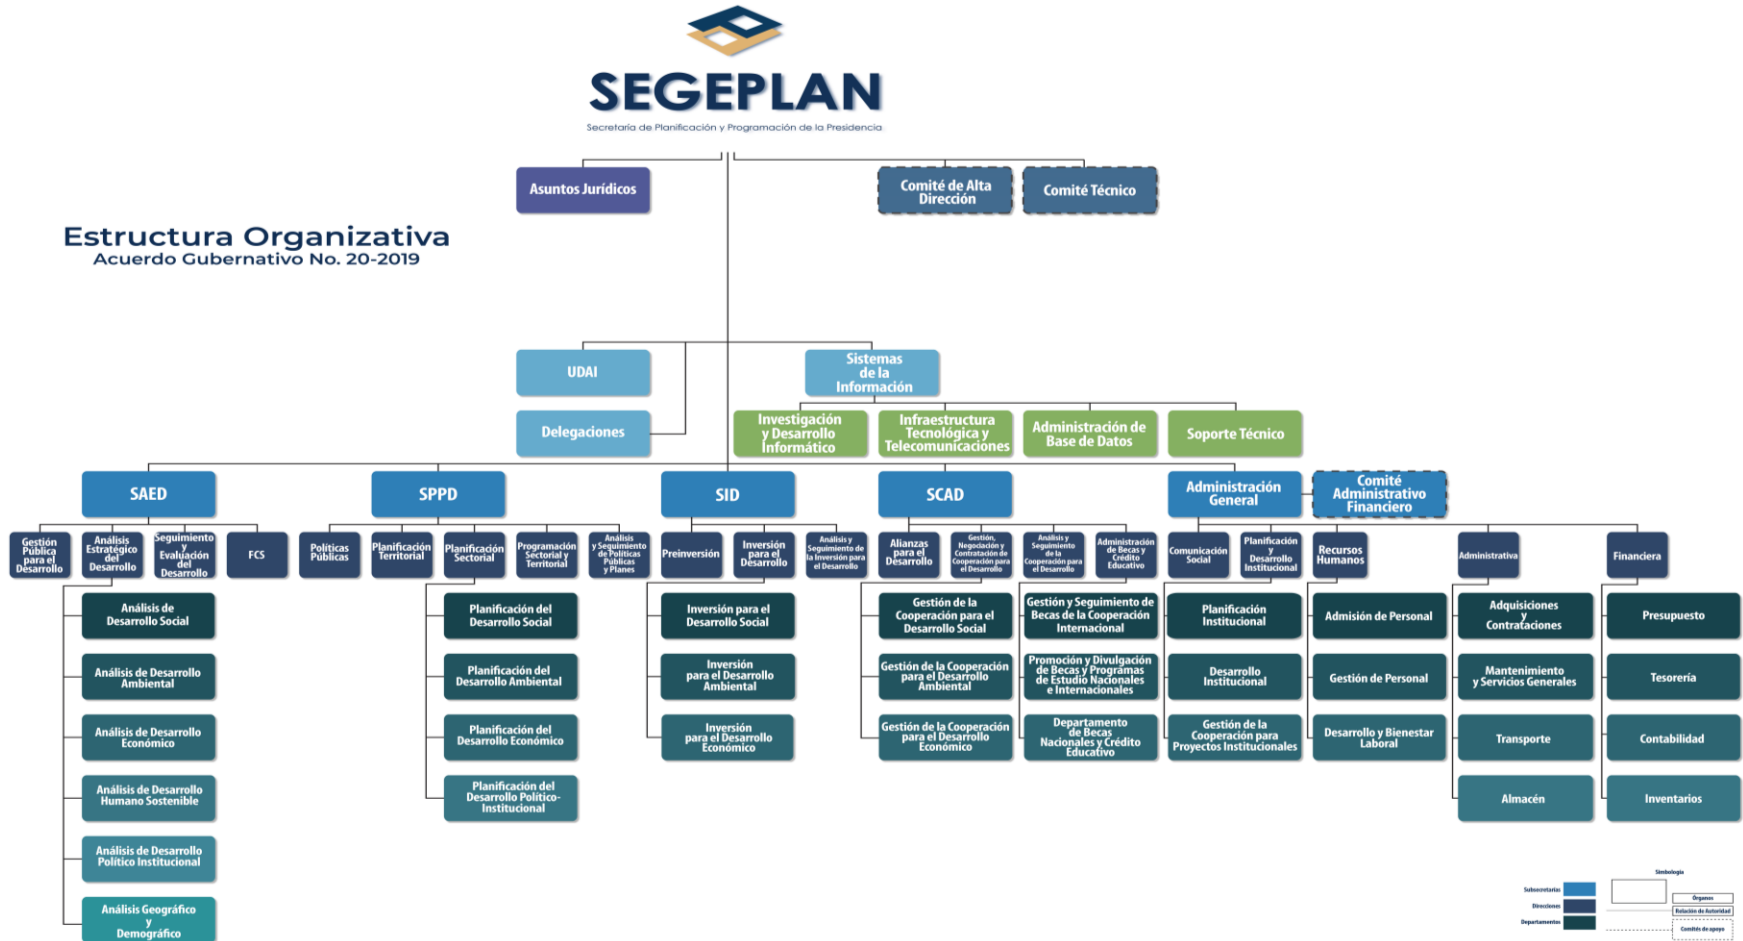 SEGEPLAN
Secretaría de Planificación y Programación de la Presidencia
Asuntos Jurídicos
Comité de Alta
Dirección
Comité Técnico
Estructura Organizativa
Acuerdo Gubernativo No. 20-2019
UDAI
Sistemas
de la
Información
Delegaciones
Investigación
y Desarrollo
Informático
Infraestructura
Tecnológica y
Telecomunicaciones
Administración de
Base de Datos
Soporte Técnico
SAED
SPPD
SID
SCAD
Administración
General
Comité
Administrativo
Financiero
Gestión
Pública
para el
Desarrollo
Análisis
Estratégico
del
Desarrollo
Seguimiento
y
Evaluación
del
Desarrollo
FCS
Políticas
Públicas
Planificación
Territorial
Planificación
Sectorial
Programación
Sectorial y
Territorial
Análisis
y Seguimiento
de Políticas
Públicas
y Planes
Preinversión
Inversión
para el
Desarrollo
Análisis y
Seguimiento de
la Inversión para
el Desarrollo
Alianzas
para el
Desarrollo
Gestión,
Negociación y
Contratación de
Cooperación para
el Desarrollo
Análisis y
Seguimiento
de la
Cooperación para
el Desarrollo
Administración
de Becas y
Crédito
Educativo
Comunicación
Social
Planificación
y
Desarrollo
Institucional
Recursos
Humanos
Administrativa
Financiera
Análisis de
Desarrollo Social
Análisis de Desarrollo
Ambiental
Análisis de Desarrollo
Económico
Análisis de Desarrollo
Humano Sostenible
Análisis de Desarrollo
Político Institucional
Análisis Geográfico
y
Demográfico
Planificación del
Desarrollo Social
Planificación del
Desarrollo Ambiental
Planificación del
Desarrollo Económico
Planificación del
Desarrollo Político-
Institucional
Inversión para el
Desarrollo Social
Inversión
para el Desarrollo
Ambiental
Inversión
para el Desarrollo
Económico
Gestión de la
Cooperación para el
Desarrollo Social
Gestión de la Cooperación
para el Desarrollo
Ambiental
Gestión de la Cooperación
para el Desarrollo
Económico
Gestión y Seguimiento de
Becas de la Cooperación
Internacional
Promoción y Divulgación
de Becas y Programas
de Estudio Nacionales
e Internacionales
Departamento
de Becas
Nacionales y Crédito
Educativo
Planificación
Institucional
Desarrollo
Institucional
Gestión de la
Cooperación para
Proyectos Institucionales
Admisión de Personal
Gestión de Personal
Desarrollo y Bienestar
Laboral
Adquisiciones
y
Contrataciones
Mantenimiento
y Servicios Generales
Transporte
Almacén
Presupuesto
Tesorería
Contabilidad
Inventarios
Simbología
Subsecretarías
Direcciones
Departamentos
Órganos
Relación de Autoridad
Comités de apoyo